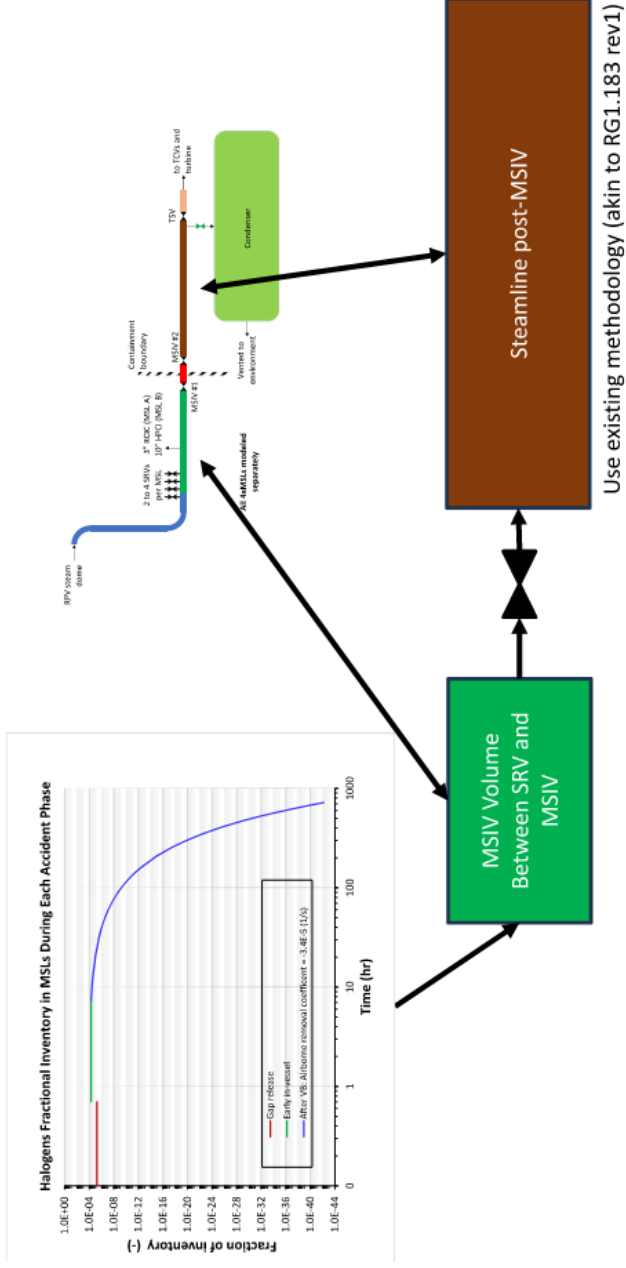 Halogens Fractional Inventory in MSLs During Each Accident Phase
Fraction of inventory (-)
1.0E+00
1.0E-04
1.0E-08
1.0E-12
1.0E-16
1.0E-20
1.0E-24
1.0E-28
1.0E-32
1.0E-36
1.0E-40
1.0E-44
Gap release
Early in-vessel
After VB: Airborne removal coefficent = -3.4E-5 (1/s)
0
1
10
100
1000
Time (hr)
RPV steam
dome
2 to 4 SRVs
per MSL
3" RCIC (MSL A)
10" HPCI (MSL B)
Containment
boundary
MSIV #1
MSIV #2
TSV
to TCVs and
turbine
All 4xMSLs modeled
separately
Vented to
environment
Condenser
MSIV Volume
Between SRV and
MSIV
Steamline post-MSIV
Use existing methodology (akin to RG1.183 rev1)